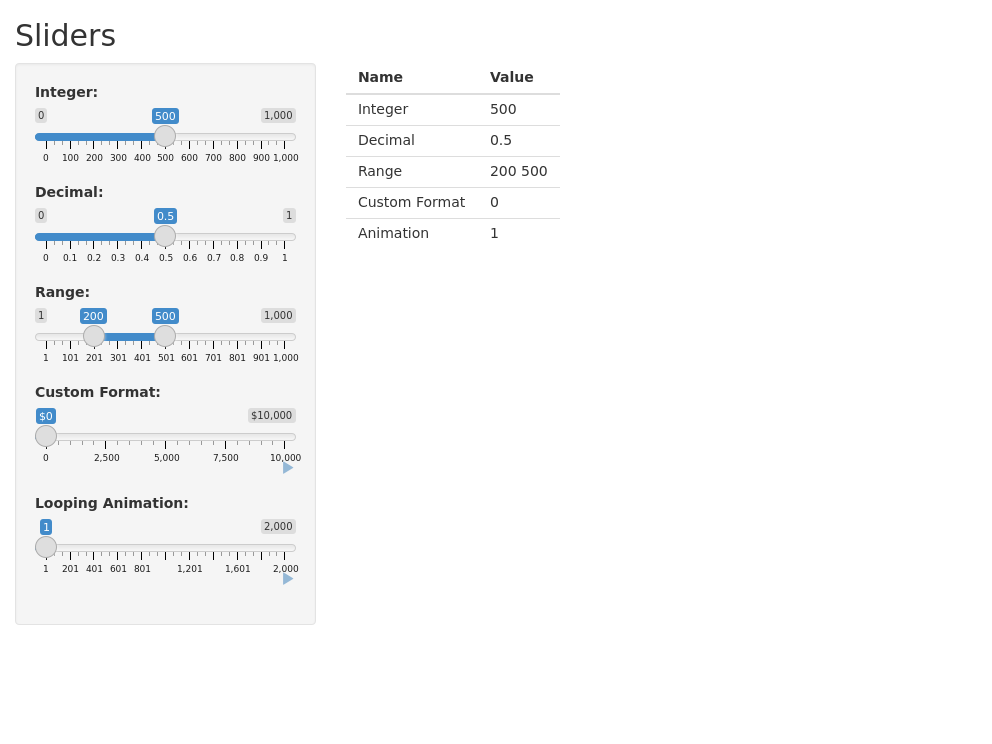 Sliders
Integer:
0 500 1,000
0 100 200 300 400 500 600 700 800 900 1,000
Decimal:
0 0.5 1
0 0.1 0.2 0.3 0.4 0.5 0.6 0.7 0.8 0.9 1
Range:
1 200 500 1,000
1 101 201 301 401 501 601 701 801 901 1,000
Custom Format:
$0 $10,000
0 2,500 5,000 7,500 10,000
Looping Animation:
1 2,000
1 201 401 601 801 1,201 1,601 2,000
Name Value
Integer 500
Decimal 0.5
Range 200 500
Custom Format 0
Animation 1